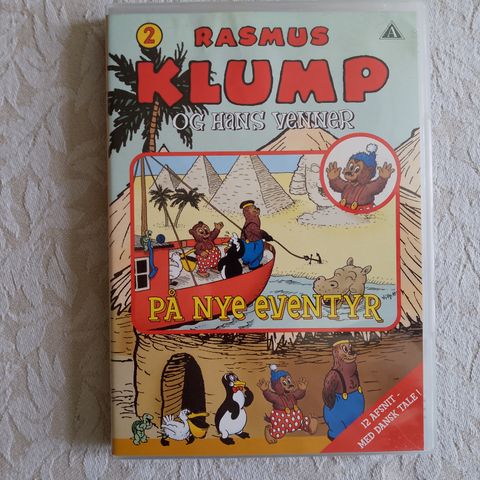 2
RASMUS
KLUMP
OG HANS VENNER
A
PÅ NYE EVENTYR
12 AFSNIT -
MED DANSK TALE!